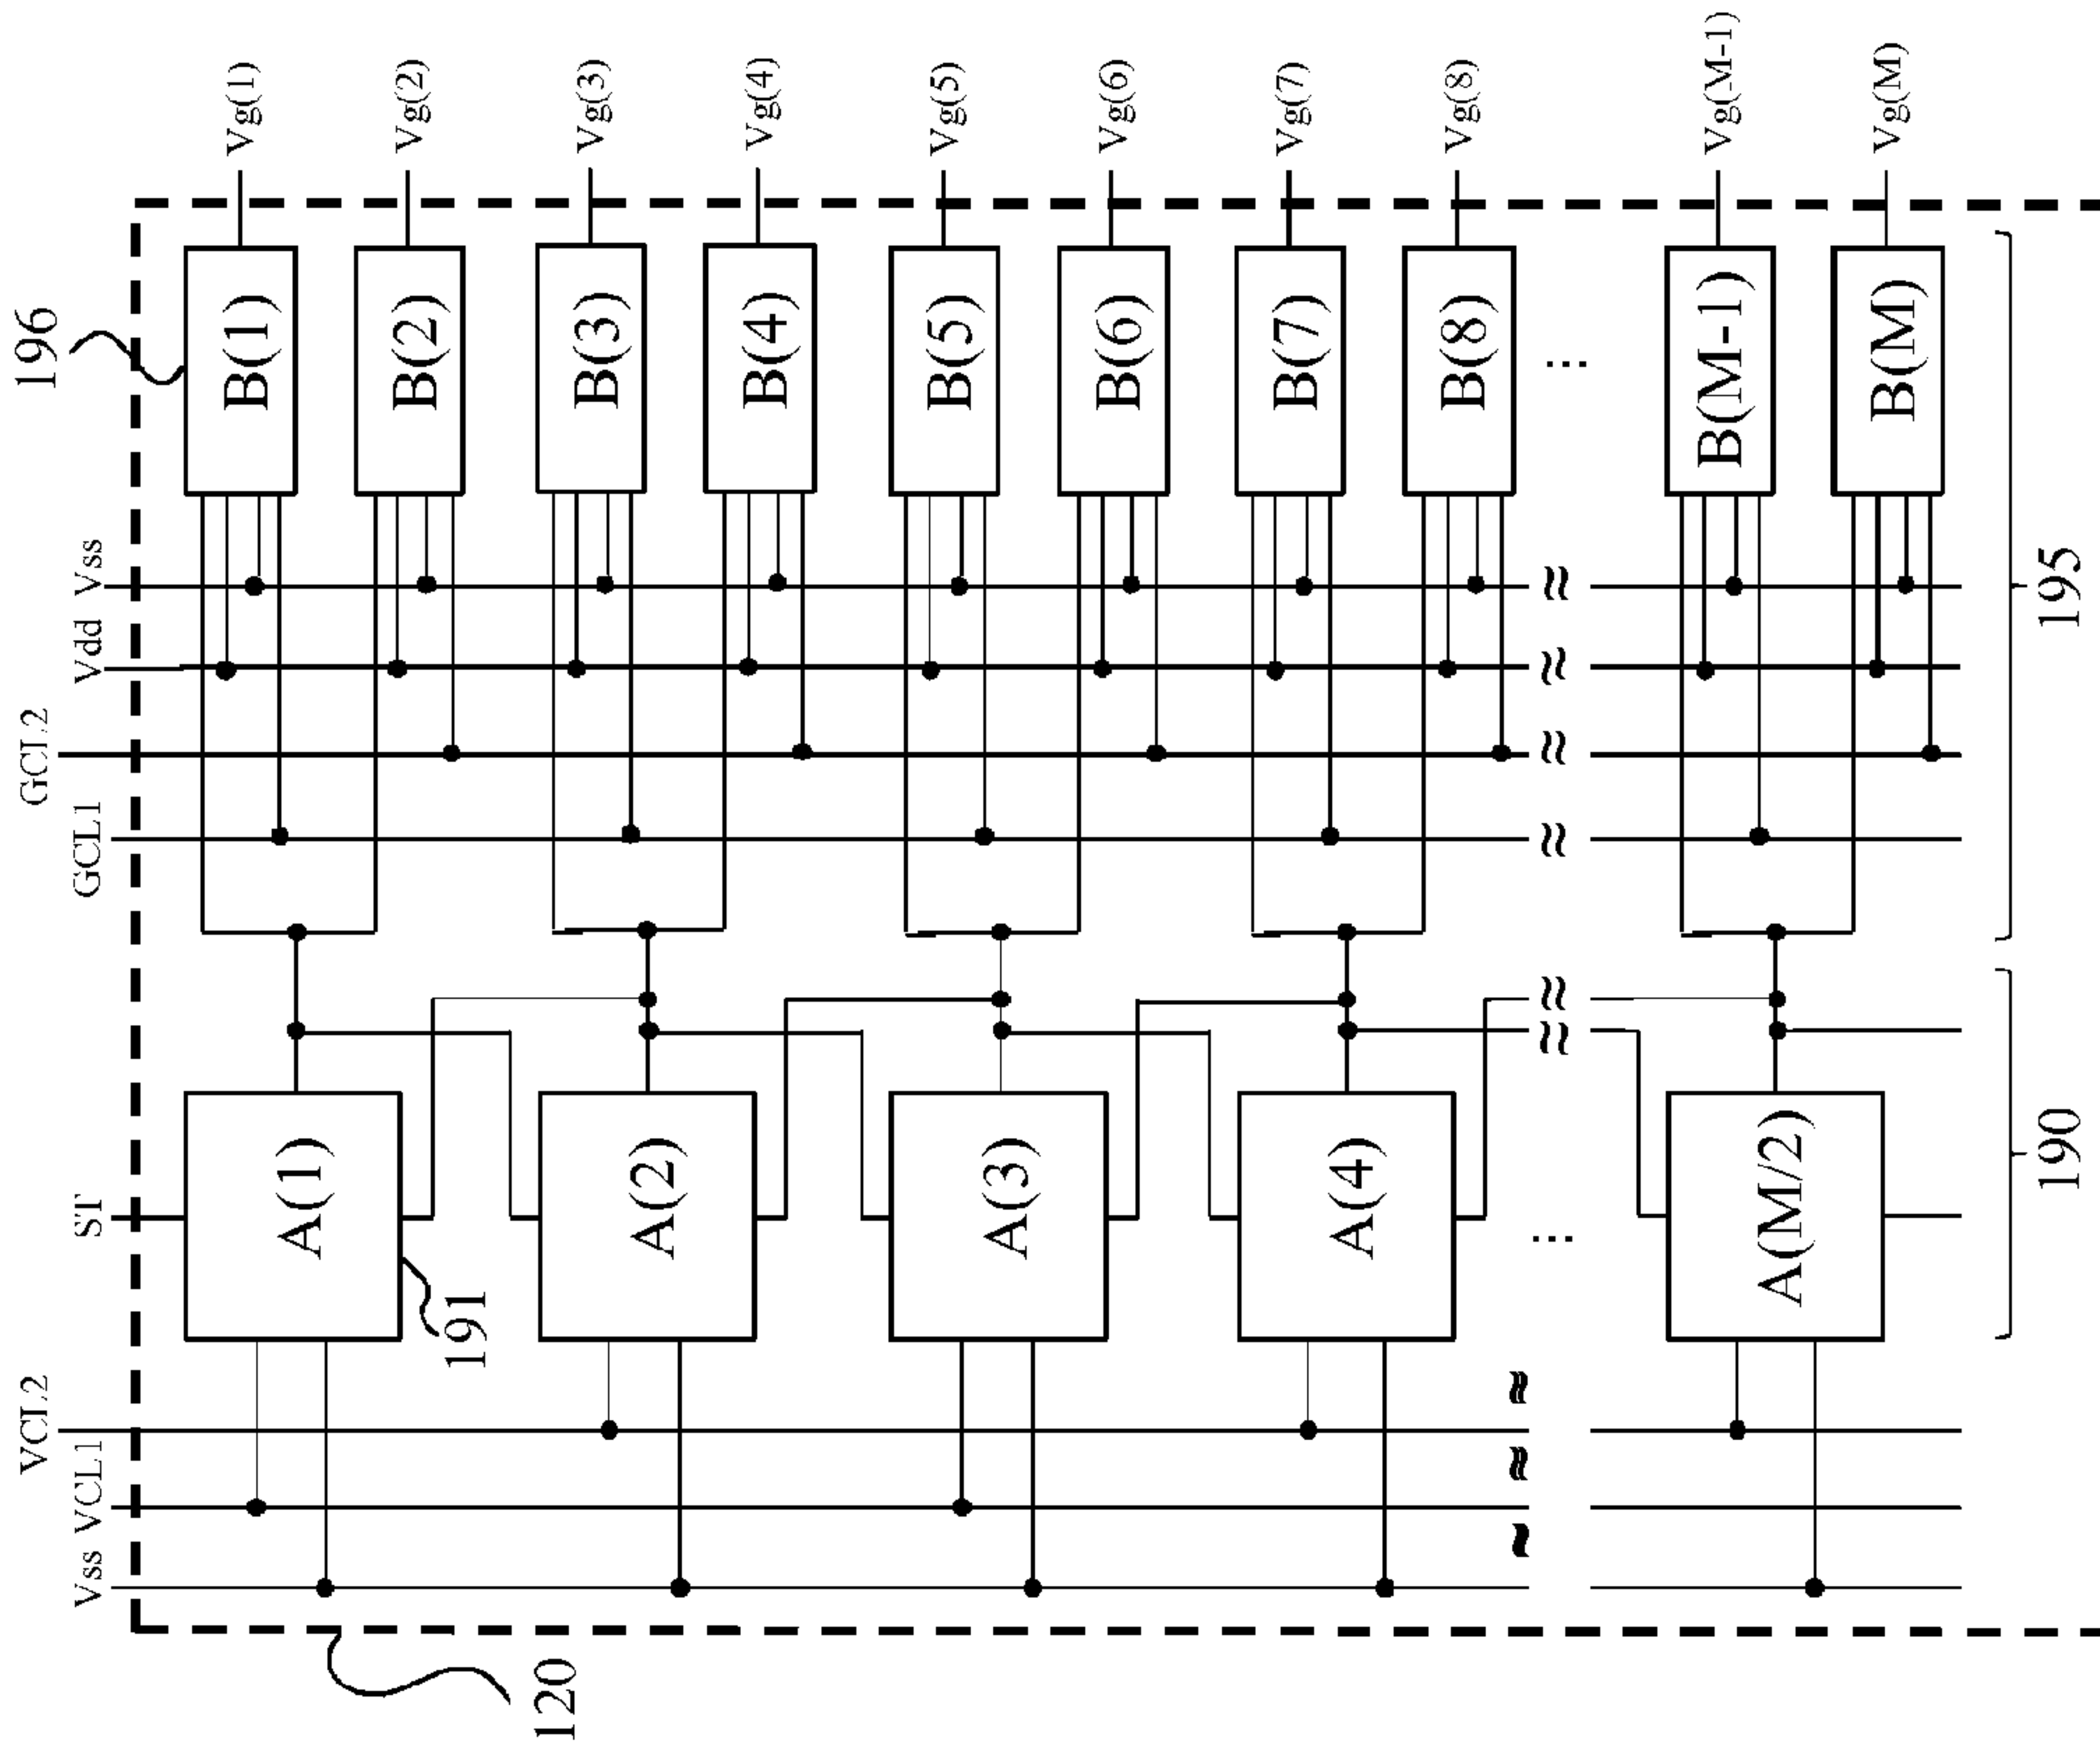 Vss
VCL1
VCL2
ST
GCL1
GCL2
Vdd
Vss
120
191
196
A(1)
A(2)
A(3)
A(4)
...
A(M/2)
190
B(1)
B(2)
B(3)
B(4)
B(5)
B(6)
B(7)
B(8)
...
B(M-1)
B(M)
195
Vg(1)
Vg(2)
Vg(3)
Vg(4)
Vg(5)
Vg(6)
Vg(7)
Vg(8)
Vg(M-1)
Vg(M)